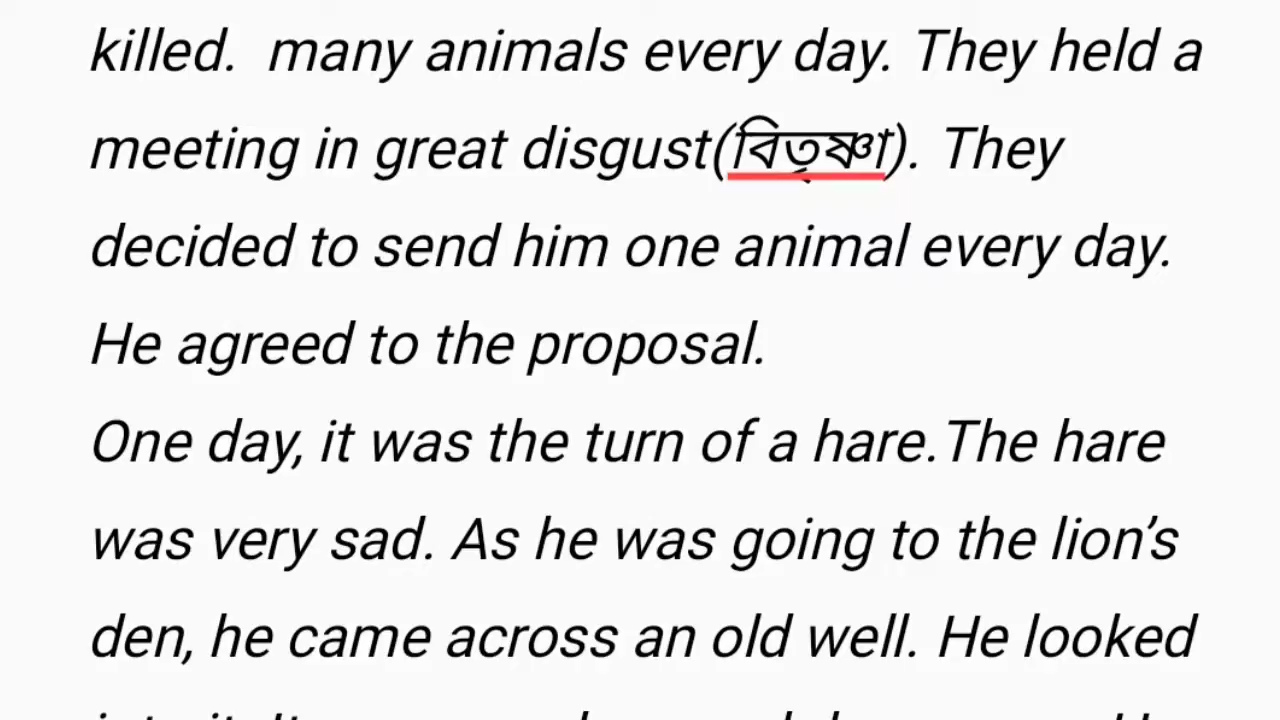 killed.  many animals every day. They held a
meeting in great disgust(বিতৃষ্ণা). They
decided to send him one animal every day.
He agreed to the proposal.
One day, it was the turn of a hare.The hare
was very sad. As he was going to the lion’s
den, he came across an old well. He looked